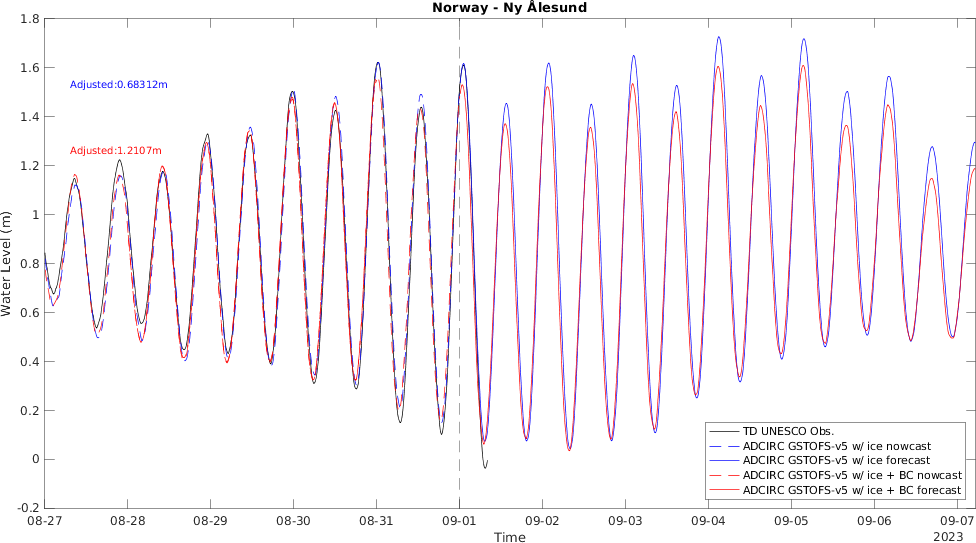 Norway - Ny Ålesund
1.8
1.6
1.4
1.2
1
0.8
0.6
0.4
0.2
0
-0.2
Water Level (m)
Adjusted:0.68312m
Adjusted:1.2107m
TD UNESCO Obs.
ADCIRC GSTOFS-v5 w/ ice nowcast
ADCIRC GSTOFS-v5 w/ ice forecast
ADCIRC GSTOFS-v5 w/ ice + BC nowcast
ADCIRC GSTOFS-v5 w/ ice + BC forecast
08-27 08-28 08-29 08-30 08-31 09-01 09-02 09-03 09-04 09-05 09-06 09-07
2023
Time